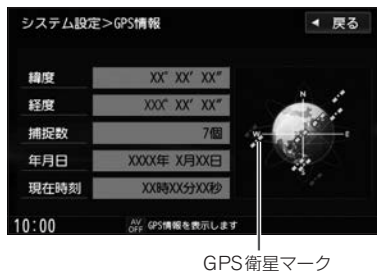 システム設定>GPS情報
◀ 戻る
緯度 XX° XX′ XX″
経度 XXX° XX′ XX″
捕捉数 7個
年月日 XXXX年 X月XX日
現在時刻 XX時XX分XX秒
N
W E
10:00 AV OFF GPS情報を表示します
GPS衛星マーク